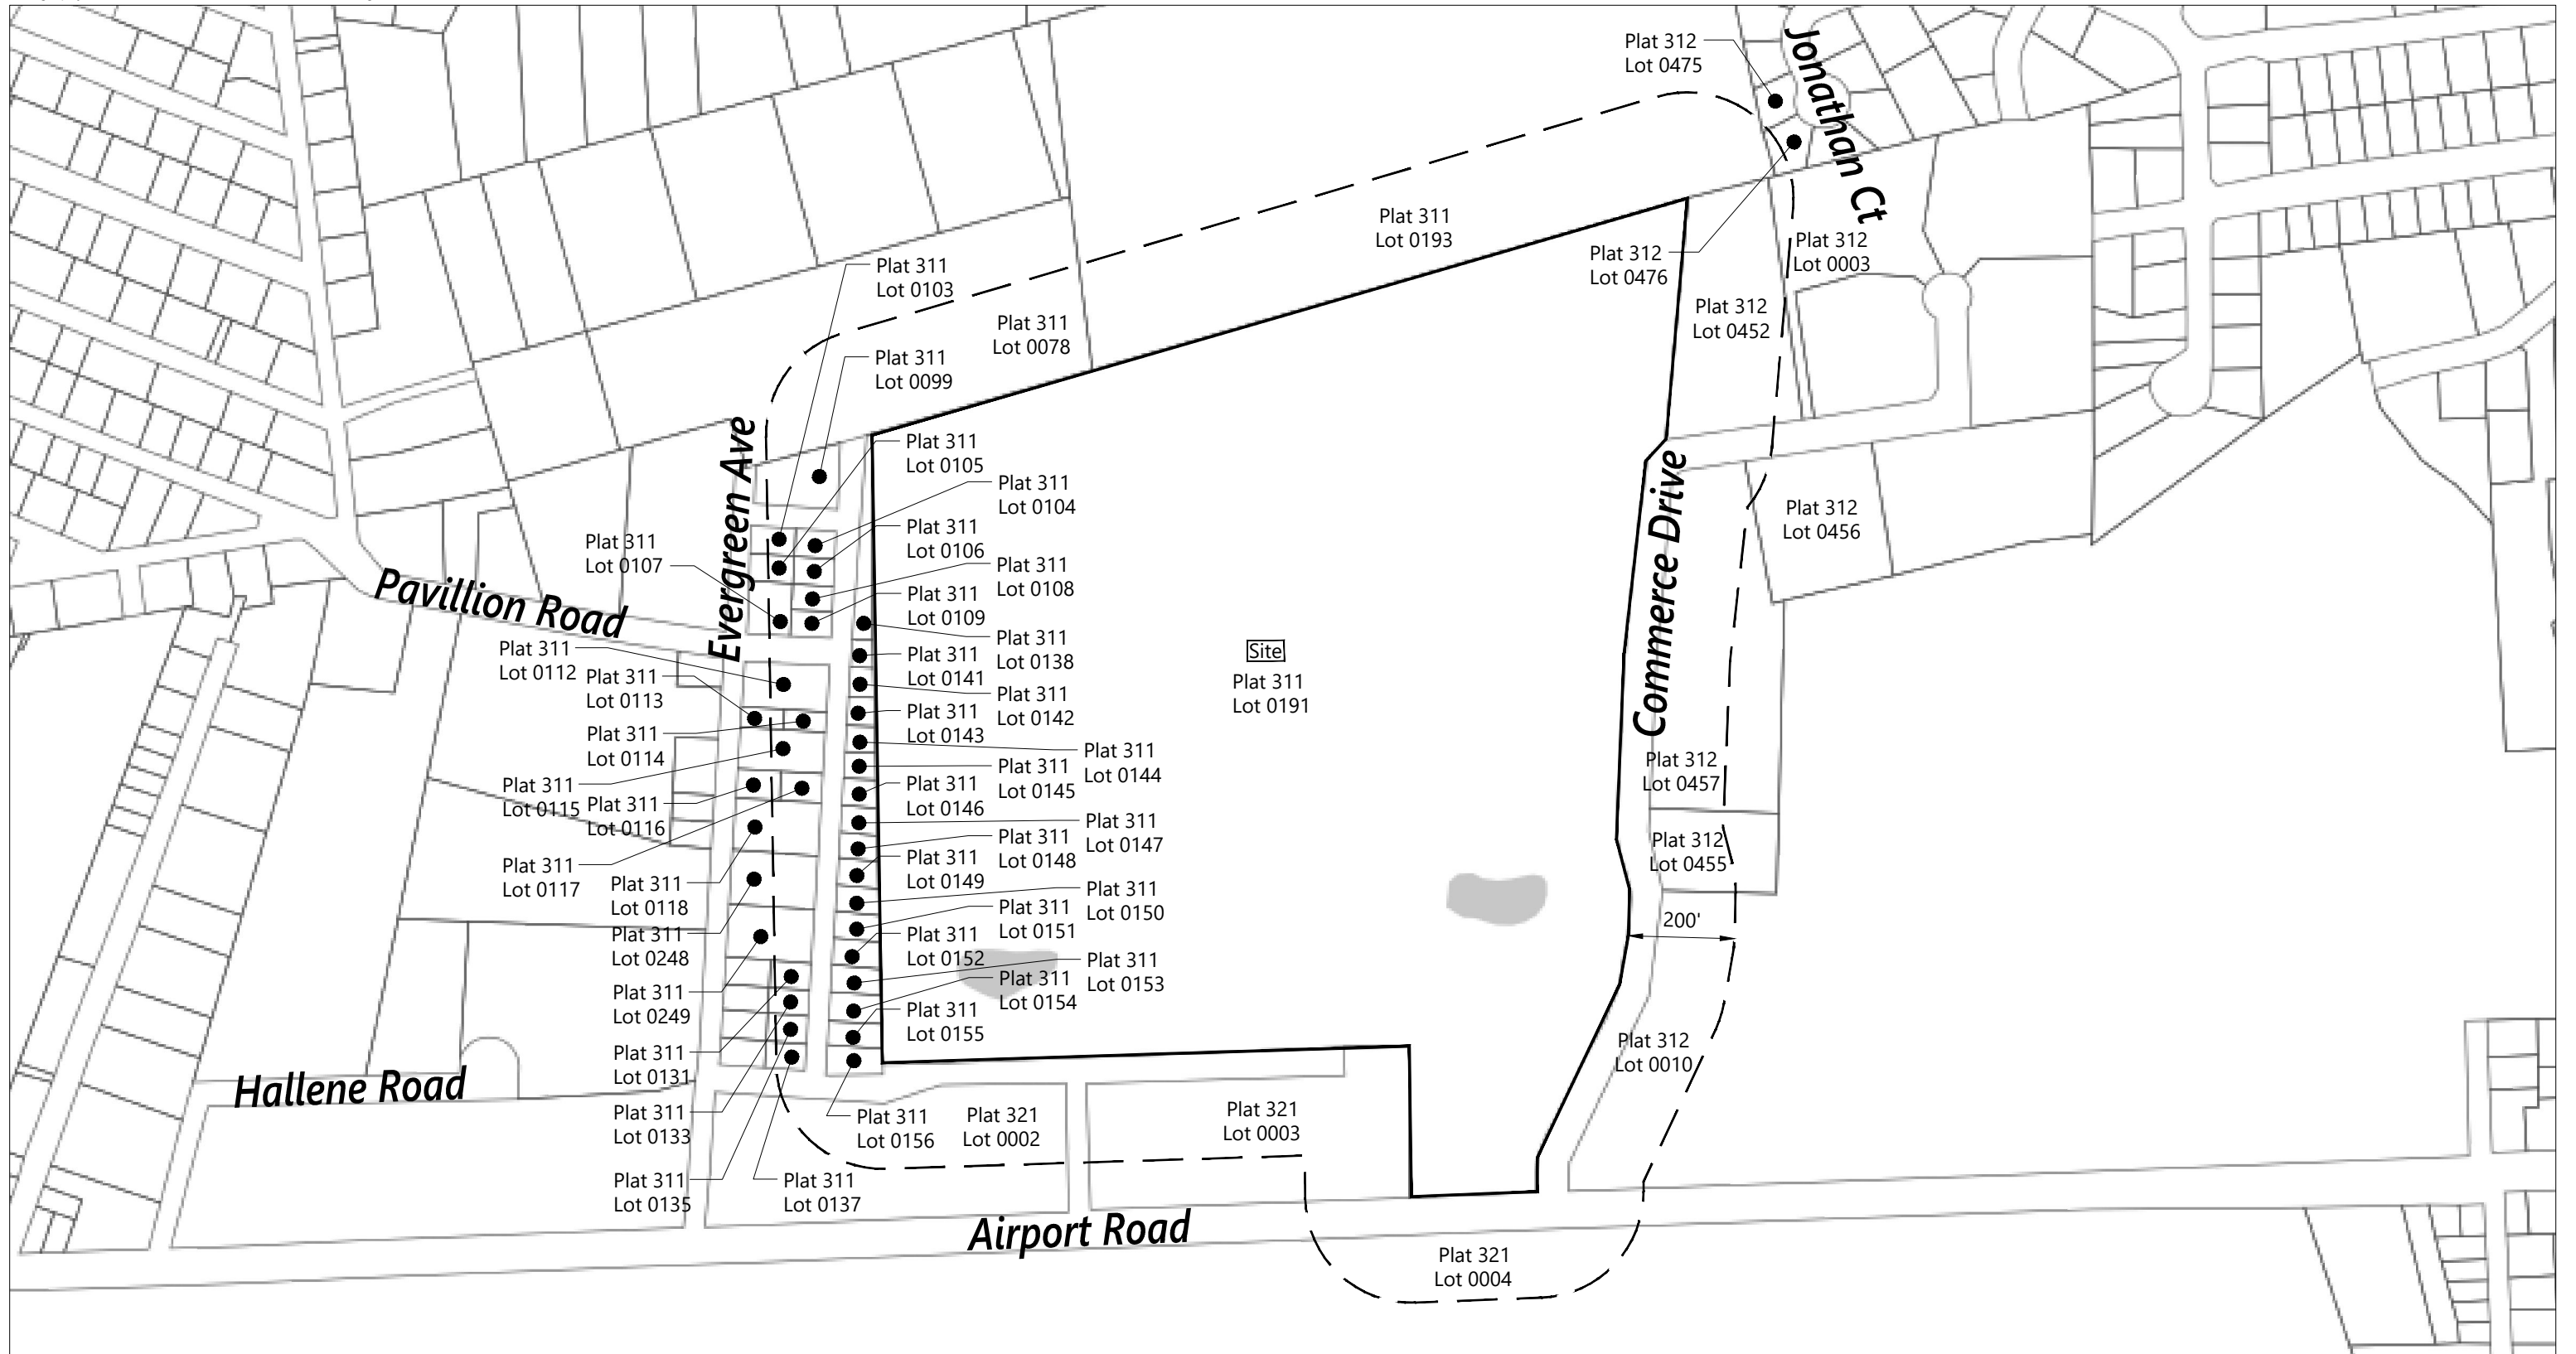 Plat 312
Lot 0475
Jonathan Ct
Plat 311
Lot 0193
Plat 312
Lot 0003
Plat 312
Lot 0476
Plat 311
Lot 0103
Plat 312
Lot 0452
Plat 311
Lot 0078
Plat 311
Lot 0099
Evergreen Ave
Plat 311
Lot 0105
Plat 311
Lot 0104
Commerce Drive
Plat 312
Lot 0456
Plat 311
Lot 0106
Plat 311
Lot 0107
Plat 311
Lot 0108
Pavillion Road
Plat 311
Lot 0109
Plat 311
Lot 0138
Plat 311
Lot 0112
Plat 311
Lot 0141
Site
Plat 311
Lot 0191
Plat 311
Lot 0113
Plat 311
Lot 0142
Plat 311
Lot 0143
Plat 311
Lot 0114
Plat 311
Lot 0144
Plat 312
Lot 0457
Plat 311
Lot 0145
Plat 311
Lot 0115
Plat 311
Lot 0146
Plat 311
Lot 0116
Plat 311
Lot 0147
Plat 311
Lot 0148
Plat 312
Lot 0455
Plat 311
Lot 0149
Plat 311
Lot 0117
Plat 311
Lot 0118
Plat 311
Lot 0150
Plat 311
Lot 0151
200'
Plat 311
Lot 0248
Plat 311
Lot 0152
Plat 311
Lot 0153
Plat 311
Lot 0154
Plat 311
Lot 0249
Plat 311
Lot 0155
Plat 312
Lot 0010
Plat 311
Lot 0131
Hallene Road
Plat 311
Lot 0133
Plat 311
Lot 0156
Plat 321
Lot 0002
Plat 321
Lot 0003
Plat 311
Lot 0135
Plat 311
Lot 0137
Airport Road
Plat 321
Lot 0004